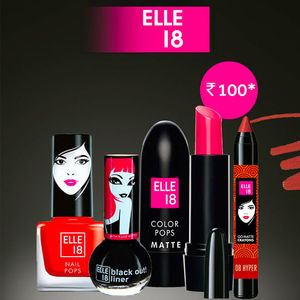 ELLE
18
₹100*
ELLE
18
NAIL
POPS
ELLE
18
black out!
liner
ELLE
18
COLOR
POPS
MATTE
ELLE
18
GO MATTE
CRAYONS
08 HYPER